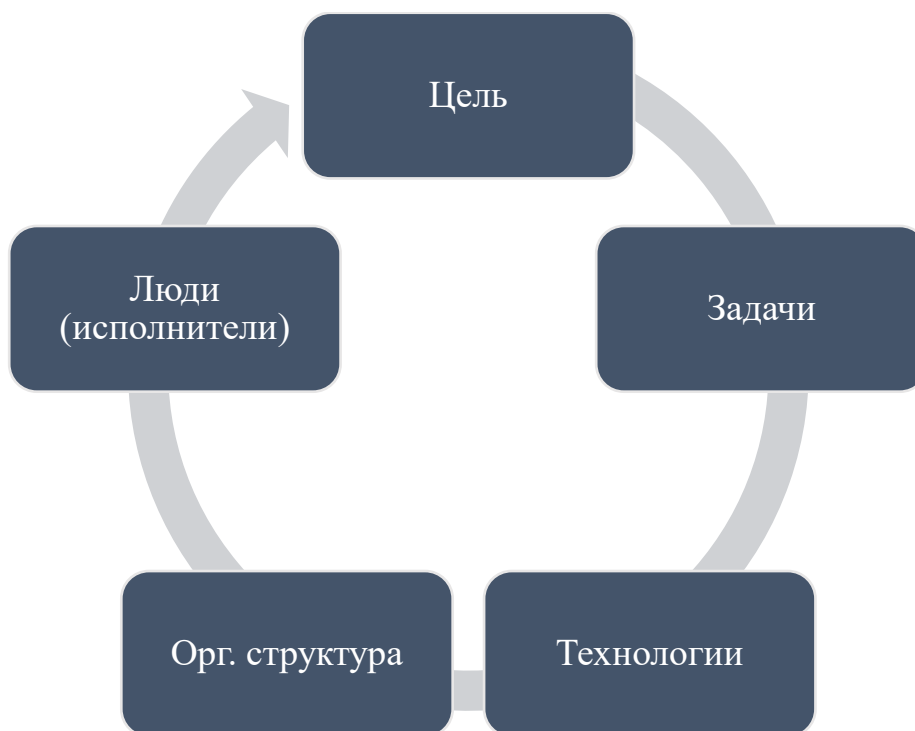 Цель
Задачи
Технологии
Орг. структура
Люди
(исполнители)